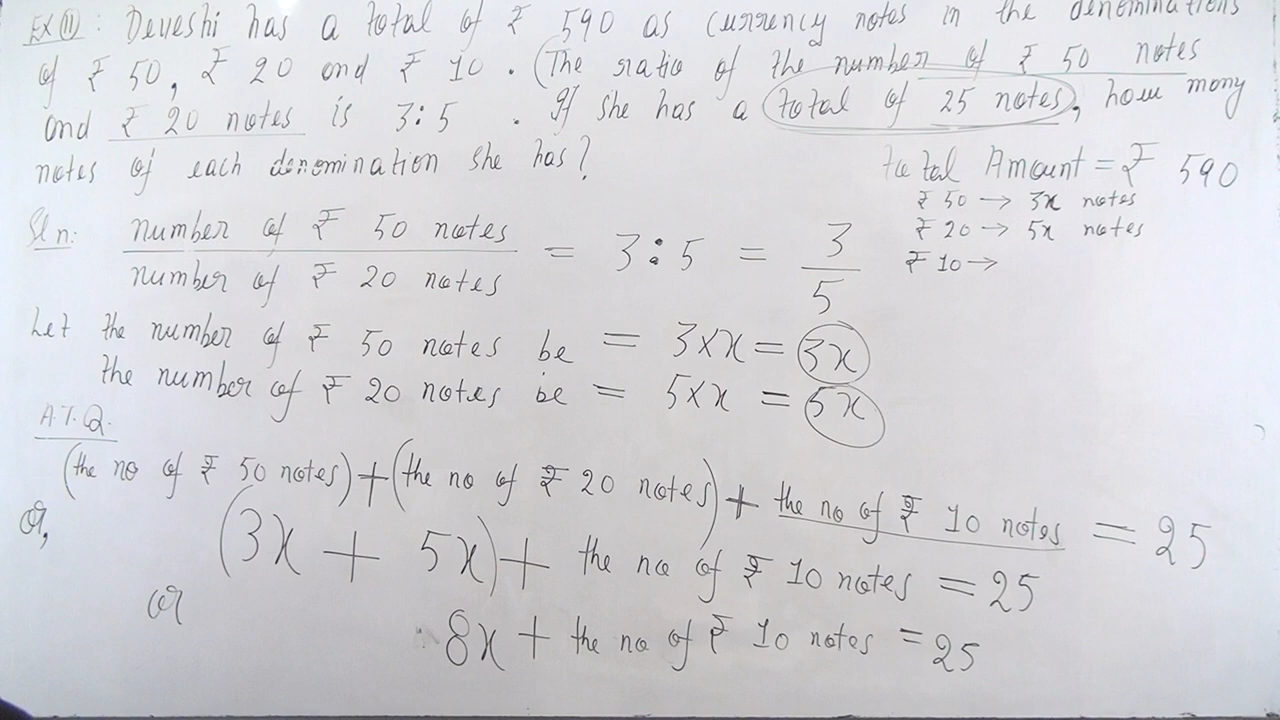 Ex (11) : Deveshi has a total of ₹ 590 as currency notes in the denominations
of ₹ 50, ₹ 20 and ₹ 10 . (The ratio of the number of ₹ 50 notes
and ₹ 20 notes is 3:5 . If she has a total of 25 notes, how many
notes of each denomination she has?
total Amount = ₹ 590
₹ 50 → 3x notes
₹ 20 → 5x notes
₹ 10 →
Sln: number of ₹ 50 notes / number of ₹ 20 notes = 3:5 = 3/5
Let the number of ₹ 50 notes be = 3×x = 3x
the number of ₹ 20 notes be = 5×x = 5x
A.T.Q.
(the no of ₹ 50 notes) + (the no of ₹ 20 notes) + the no of ₹ 10 notes = 25
or, (3x + 5x) + the no of ₹ 10 notes = 25
or 8x + the no of ₹ 10 notes = 25